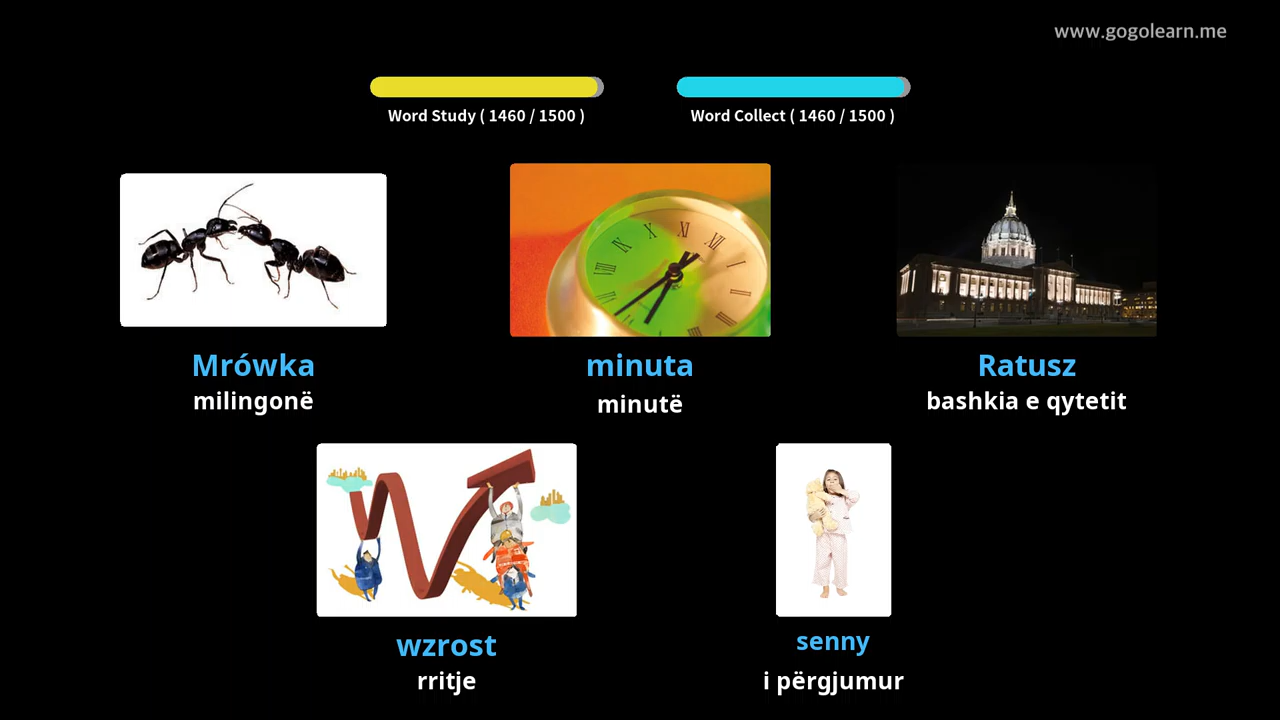 www.gogolearn.me
Word Study ( 1460 / 1500 )
Word Collect ( 1460 / 1500 )
Mrówka
milingonë
minuta
minutë
Ratusz
bashkia e qytetit
wzrost
rritje
senny
i përgjumur